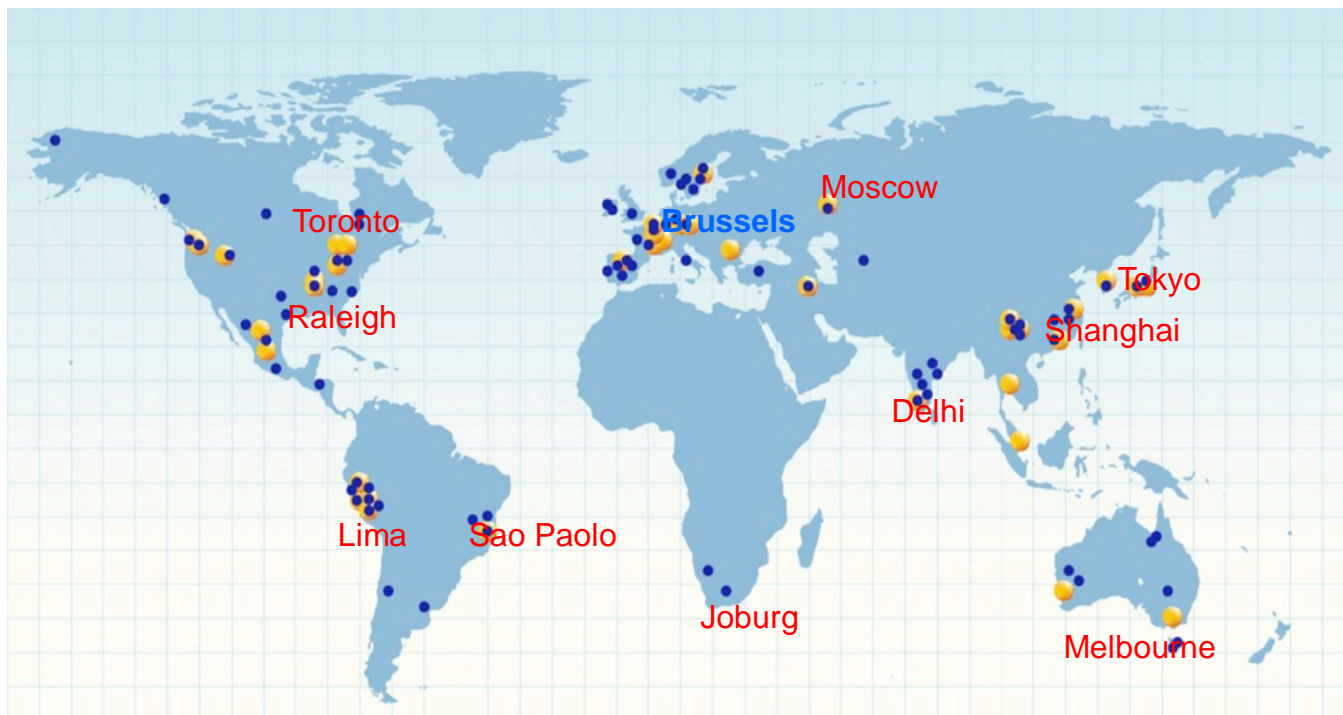 Moscow
Toronto
Brussels
Tokyo
Raleigh
Shanghai
Delhi
Lima
Sao Paolo
Joburg
Melbourne